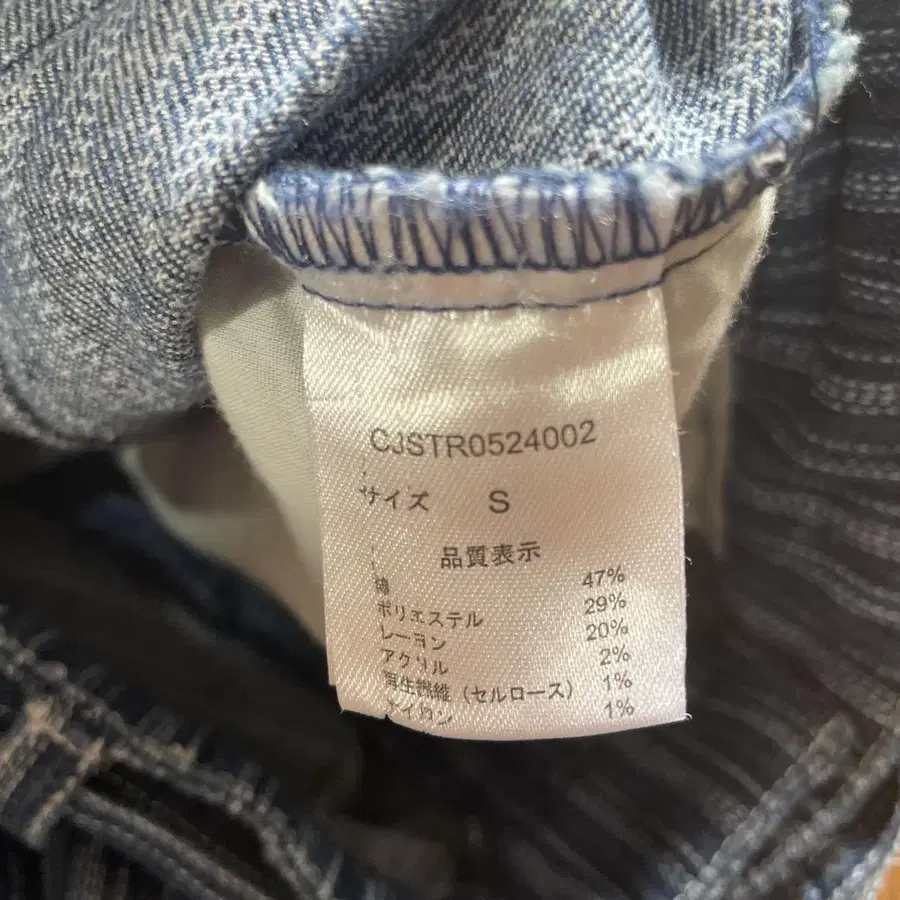 CJSTR0524002
サイズ S
品質表示
綿 47%
ポリエステル 29%
レーヨン 20%
アクリル 2%
再生繊維（セルロース） 1%
ナイロン 1%